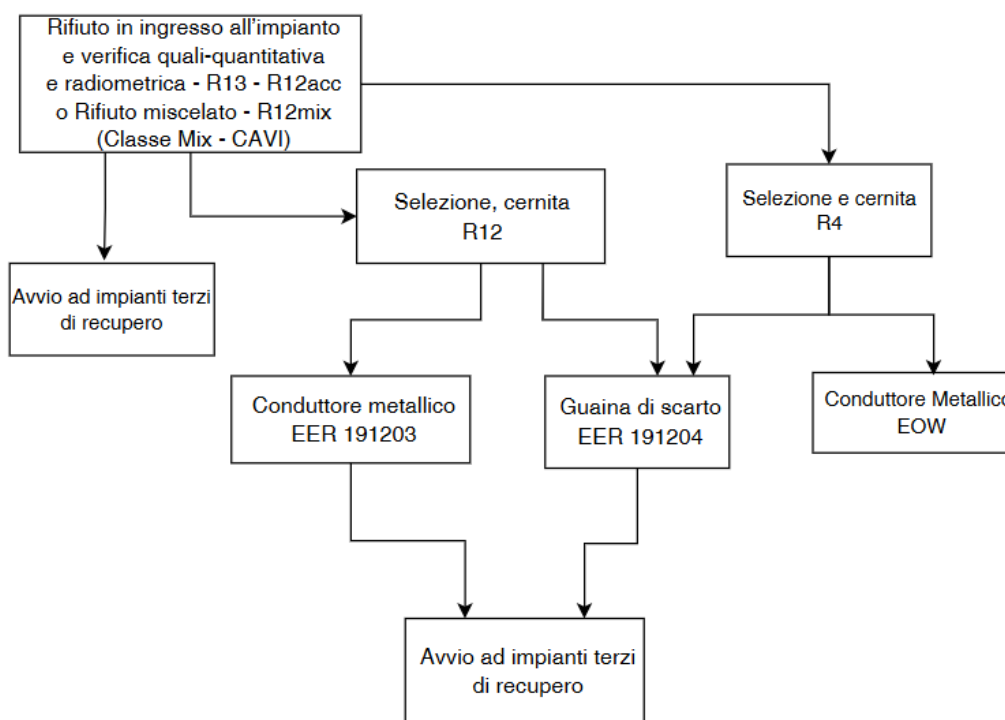 Rifiuto in ingresso all'impianto
e verifica quali-quantitativa
e radiometrica - R13 - R12acc
o Rifiuto miscelato - R12mix
(Classe Mix - CAVI)
Selezione, cernita
R12
Selezione e cernita
R4
Avvio ad impianti terzi
di recupero
Conduttore metallico
EER 191203
Guaina di scarto
EER 191204
Conduttore Metallico
EOW
Avvio ad impianti terzi
di recupero